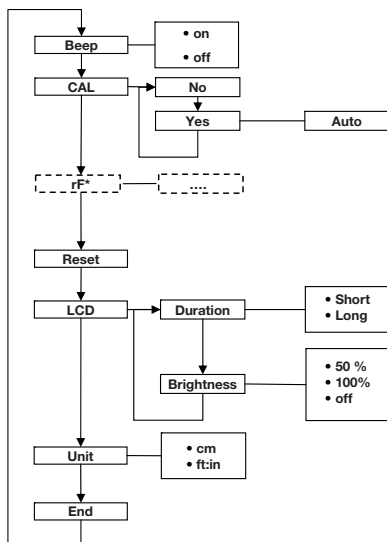 Beep
• on
• off
CAL
No
Yes
Auto
rF*
....
Reset
LCD
Duration
• Short
• Long
Brightness
• 50 %
• 100%
• off
Unit
• cm
• ft:in
End